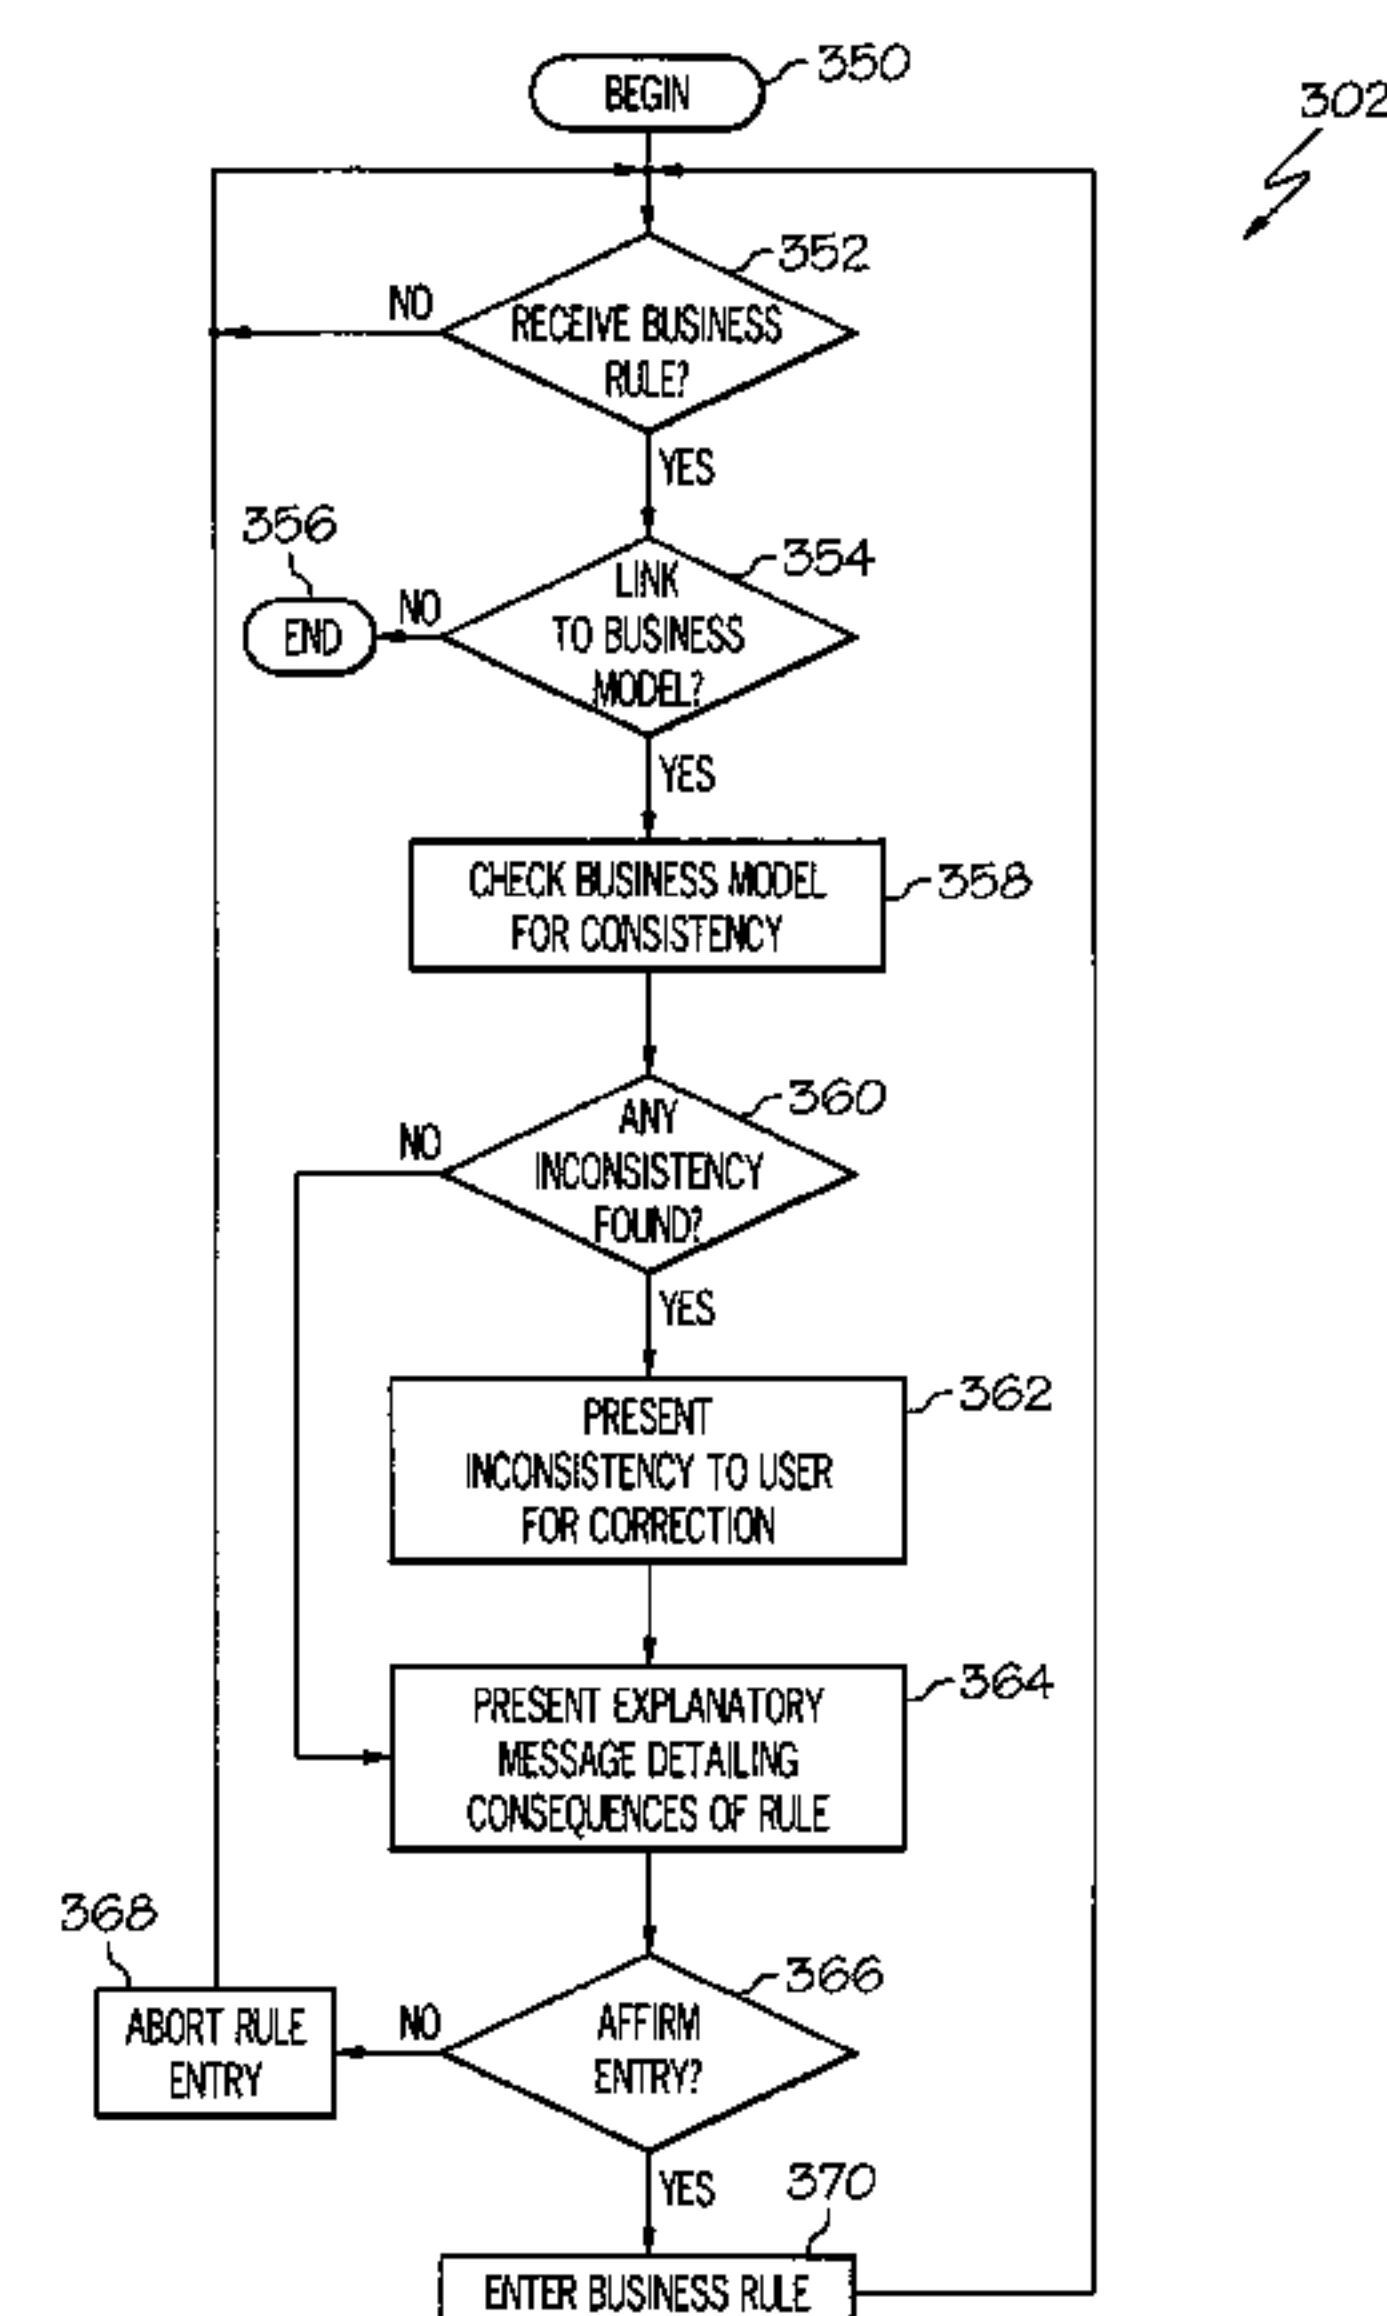 BEGIN
350
302
352
NO
RECEIVE BUSINESS
RULE?
YES
356
354
LINK
TO BUSINESS
MODEL?
NO
END
YES
CHECK BUSINESS MODEL
FOR CONSISTENCY
358
360
NO
ANY
INCONSISTENCY
FOUND?
YES
362
PRESENT
INCONSISTENCY TO USER
FOR CORRECTION
364
PRESENT EXPLANATORY
MESSAGE DETAILING
CONSEQUENCES OF RULE
368
366
ABORT RULE
ENTRY
NO
AFFIRM
ENTRY?
YES
370
ENTER BUSINESS RULE